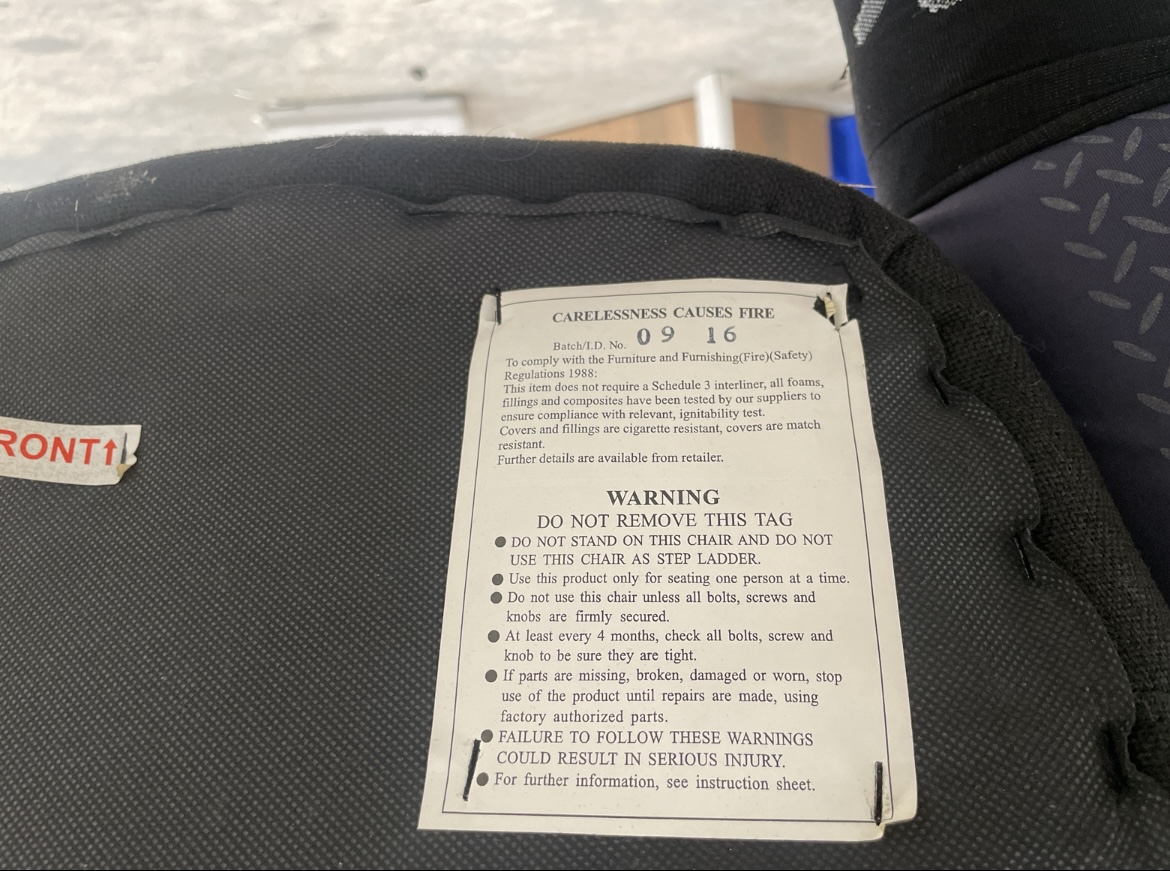 RONT↑
CARELESSNESS CAUSES FIRE
Batch/I.D. No. 09 16
To comply with the Furniture and Furnishing(Fire)(Safety)
Regulations 1988:
This item does not require a Schedule 3 interliner, all foams,
fillings and composites have been tested by our suppliers to
ensure compliance with relevant, ignitability test.
Covers and fillings are cigarette resistant, covers are match
resistant.
Further details are available from retailer.
WARNING
DO NOT REMOVE THIS TAG
● DO NOT STAND ON THIS CHAIR AND DO NOT
USE THIS CHAIR AS STEP LADDER.
● Use this product only for seating one person at a time.
● Do not use this chair unless all bolts, screws and
knobs are firmly secured.
● At least every 4 months, check all bolts, screw and
knob to be sure they are tight.
● If parts are missing, broken, damaged or worn, stop
use of the product until repairs are made, using
factory authorized parts.
● FAILURE TO FOLLOW THESE WARNINGS
COULD RESULT IN SERIOUS INJURY.
● For further information, see instruction sheet.